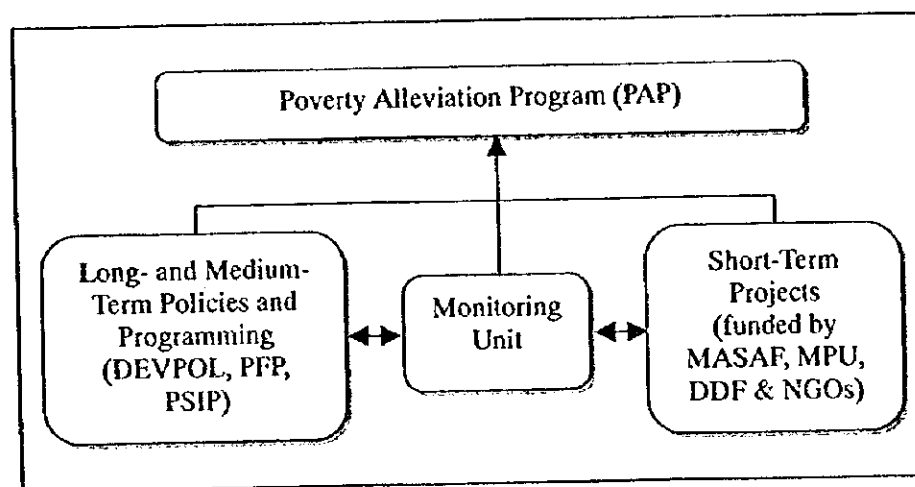 Poverty Alleviation Program (PAP)
Long- and Medium-
Term Policies and
Programming
(DEVPOL, PFP,
PSIP)
Monitoring
Unit
Short-Term
Projects
(funded by
MASAF, MPU,
DDF & NGOs)